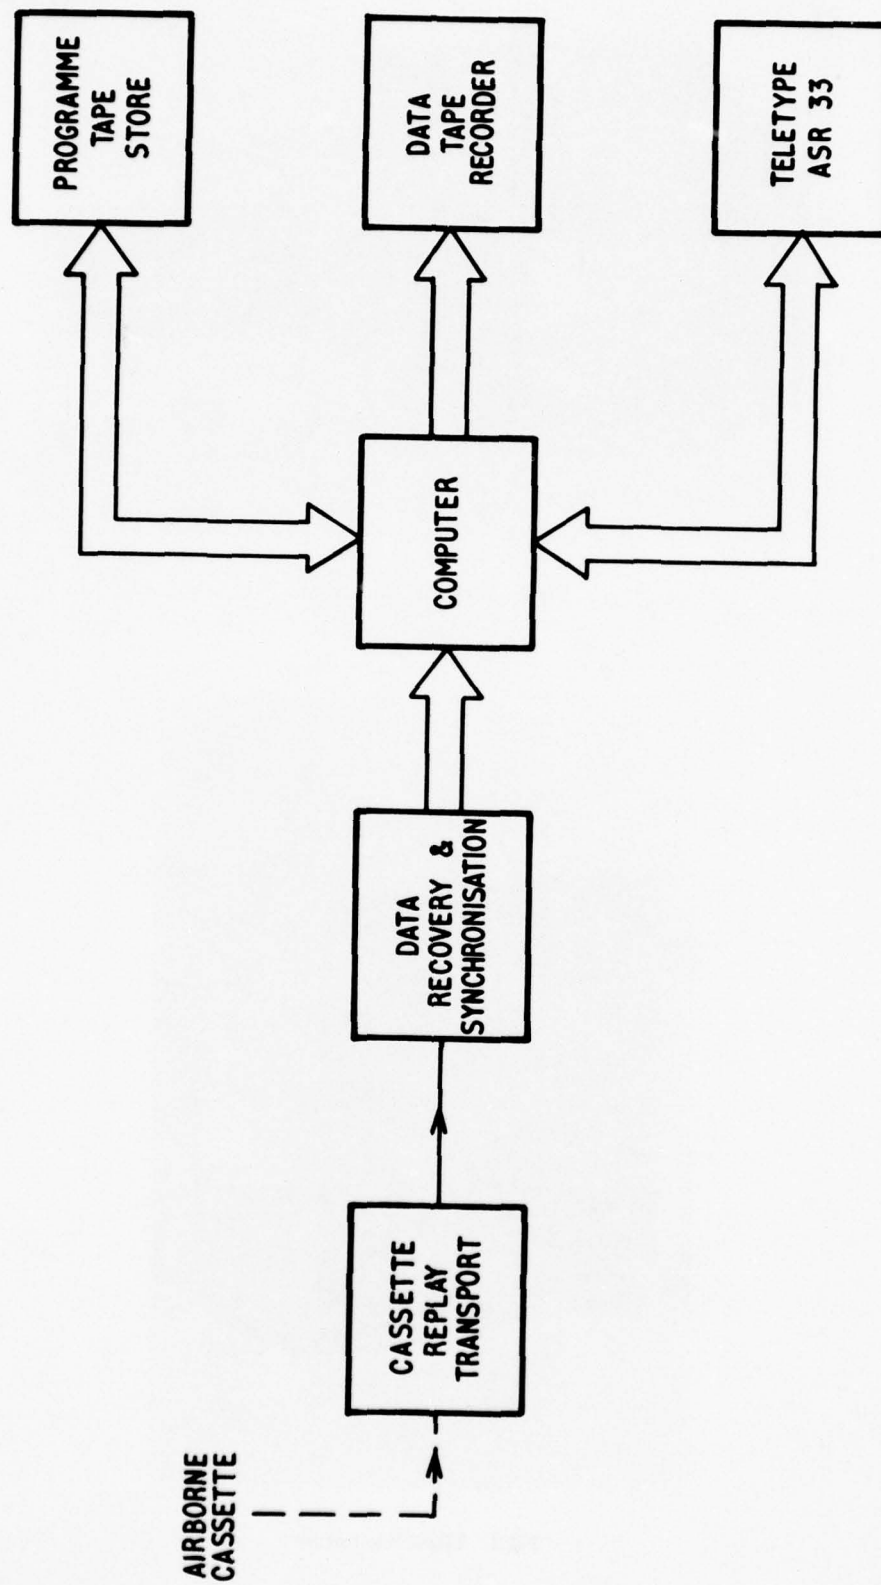 AIRBORNE
CASSETTE
CASSETTE
REPLAY
TRANSPORT
DATA
RECOVERY &
SYNCHRONISATION
COMPUTER
PROGRAMME
TAPE
STORE
DATA
TAPE
RECORDER
TELETYPE
ASR 33